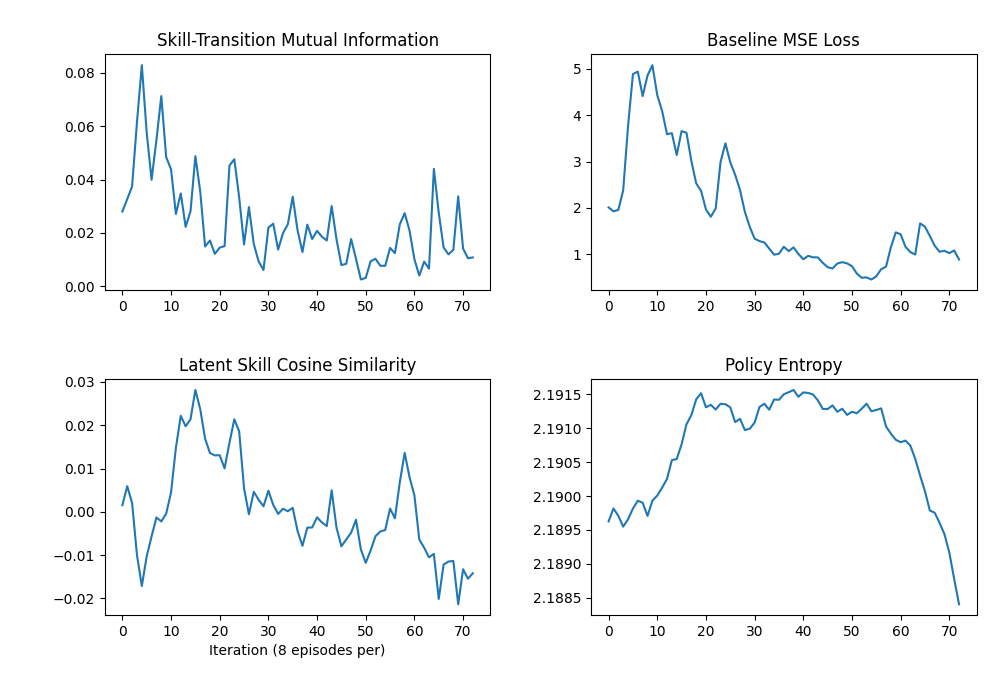 Skill-Transition Mutual Information
0.08
0.06
0.04
0.02
0.00
0 10 20 30 40 50 60 70
Baseline MSE Loss
5
4
3
2
1
0 10 20 30 40 50 60 70
Latent Skill Cosine Similarity
0.03
0.02
0.01
0.00
−0.01
−0.02
0 10 20 30 40 50 60 70
Iteration (8 episodes per)
Policy Entropy
2.1915
2.1910
2.1905
2.1900
2.1895
2.1890
2.1885
0 10 20 30 40 50 60 70